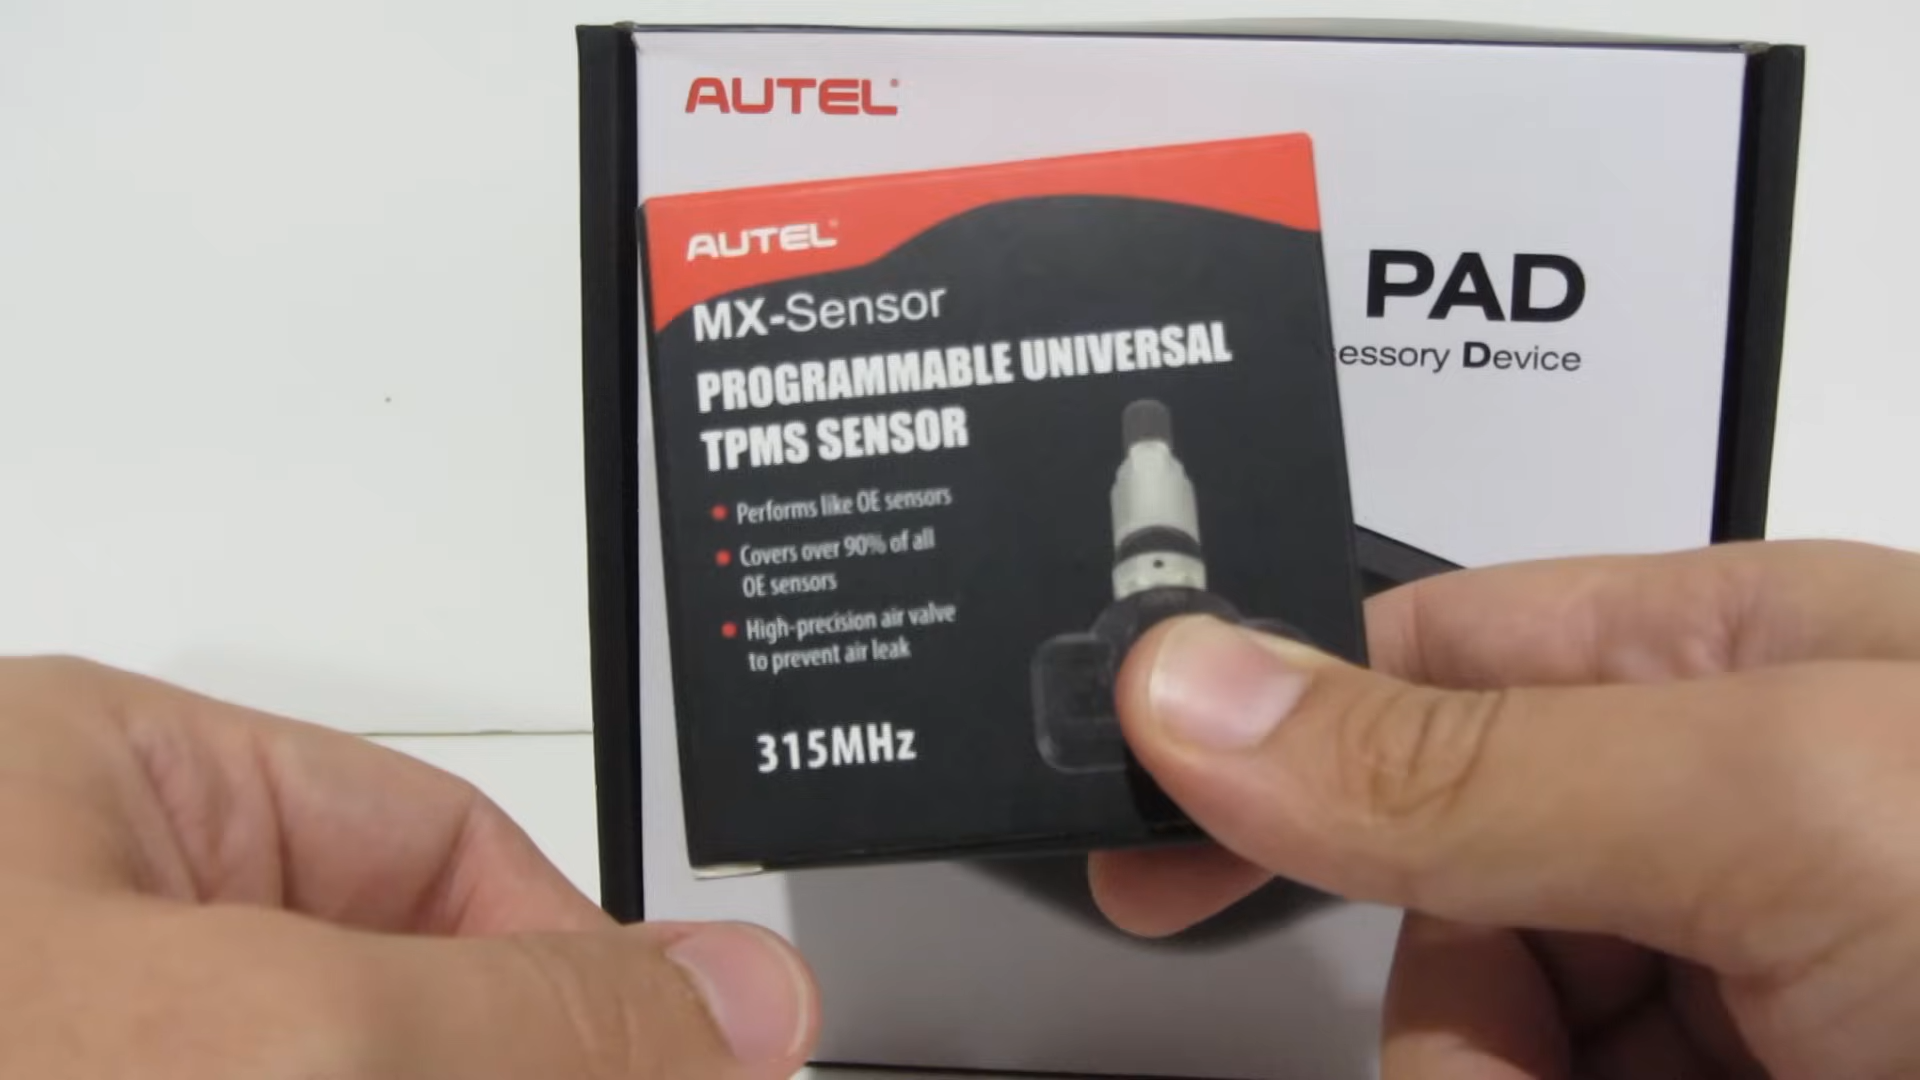 AUTEL
PAD
Device
AUTEL
MX-Sensor
PROGRAMMABLE UNIVERSAL
TPMS SENSOR
Performs like OE sensors
Covers over 90% of all
OE sensors
High-precision air valve
to prevent air leak
315MHz